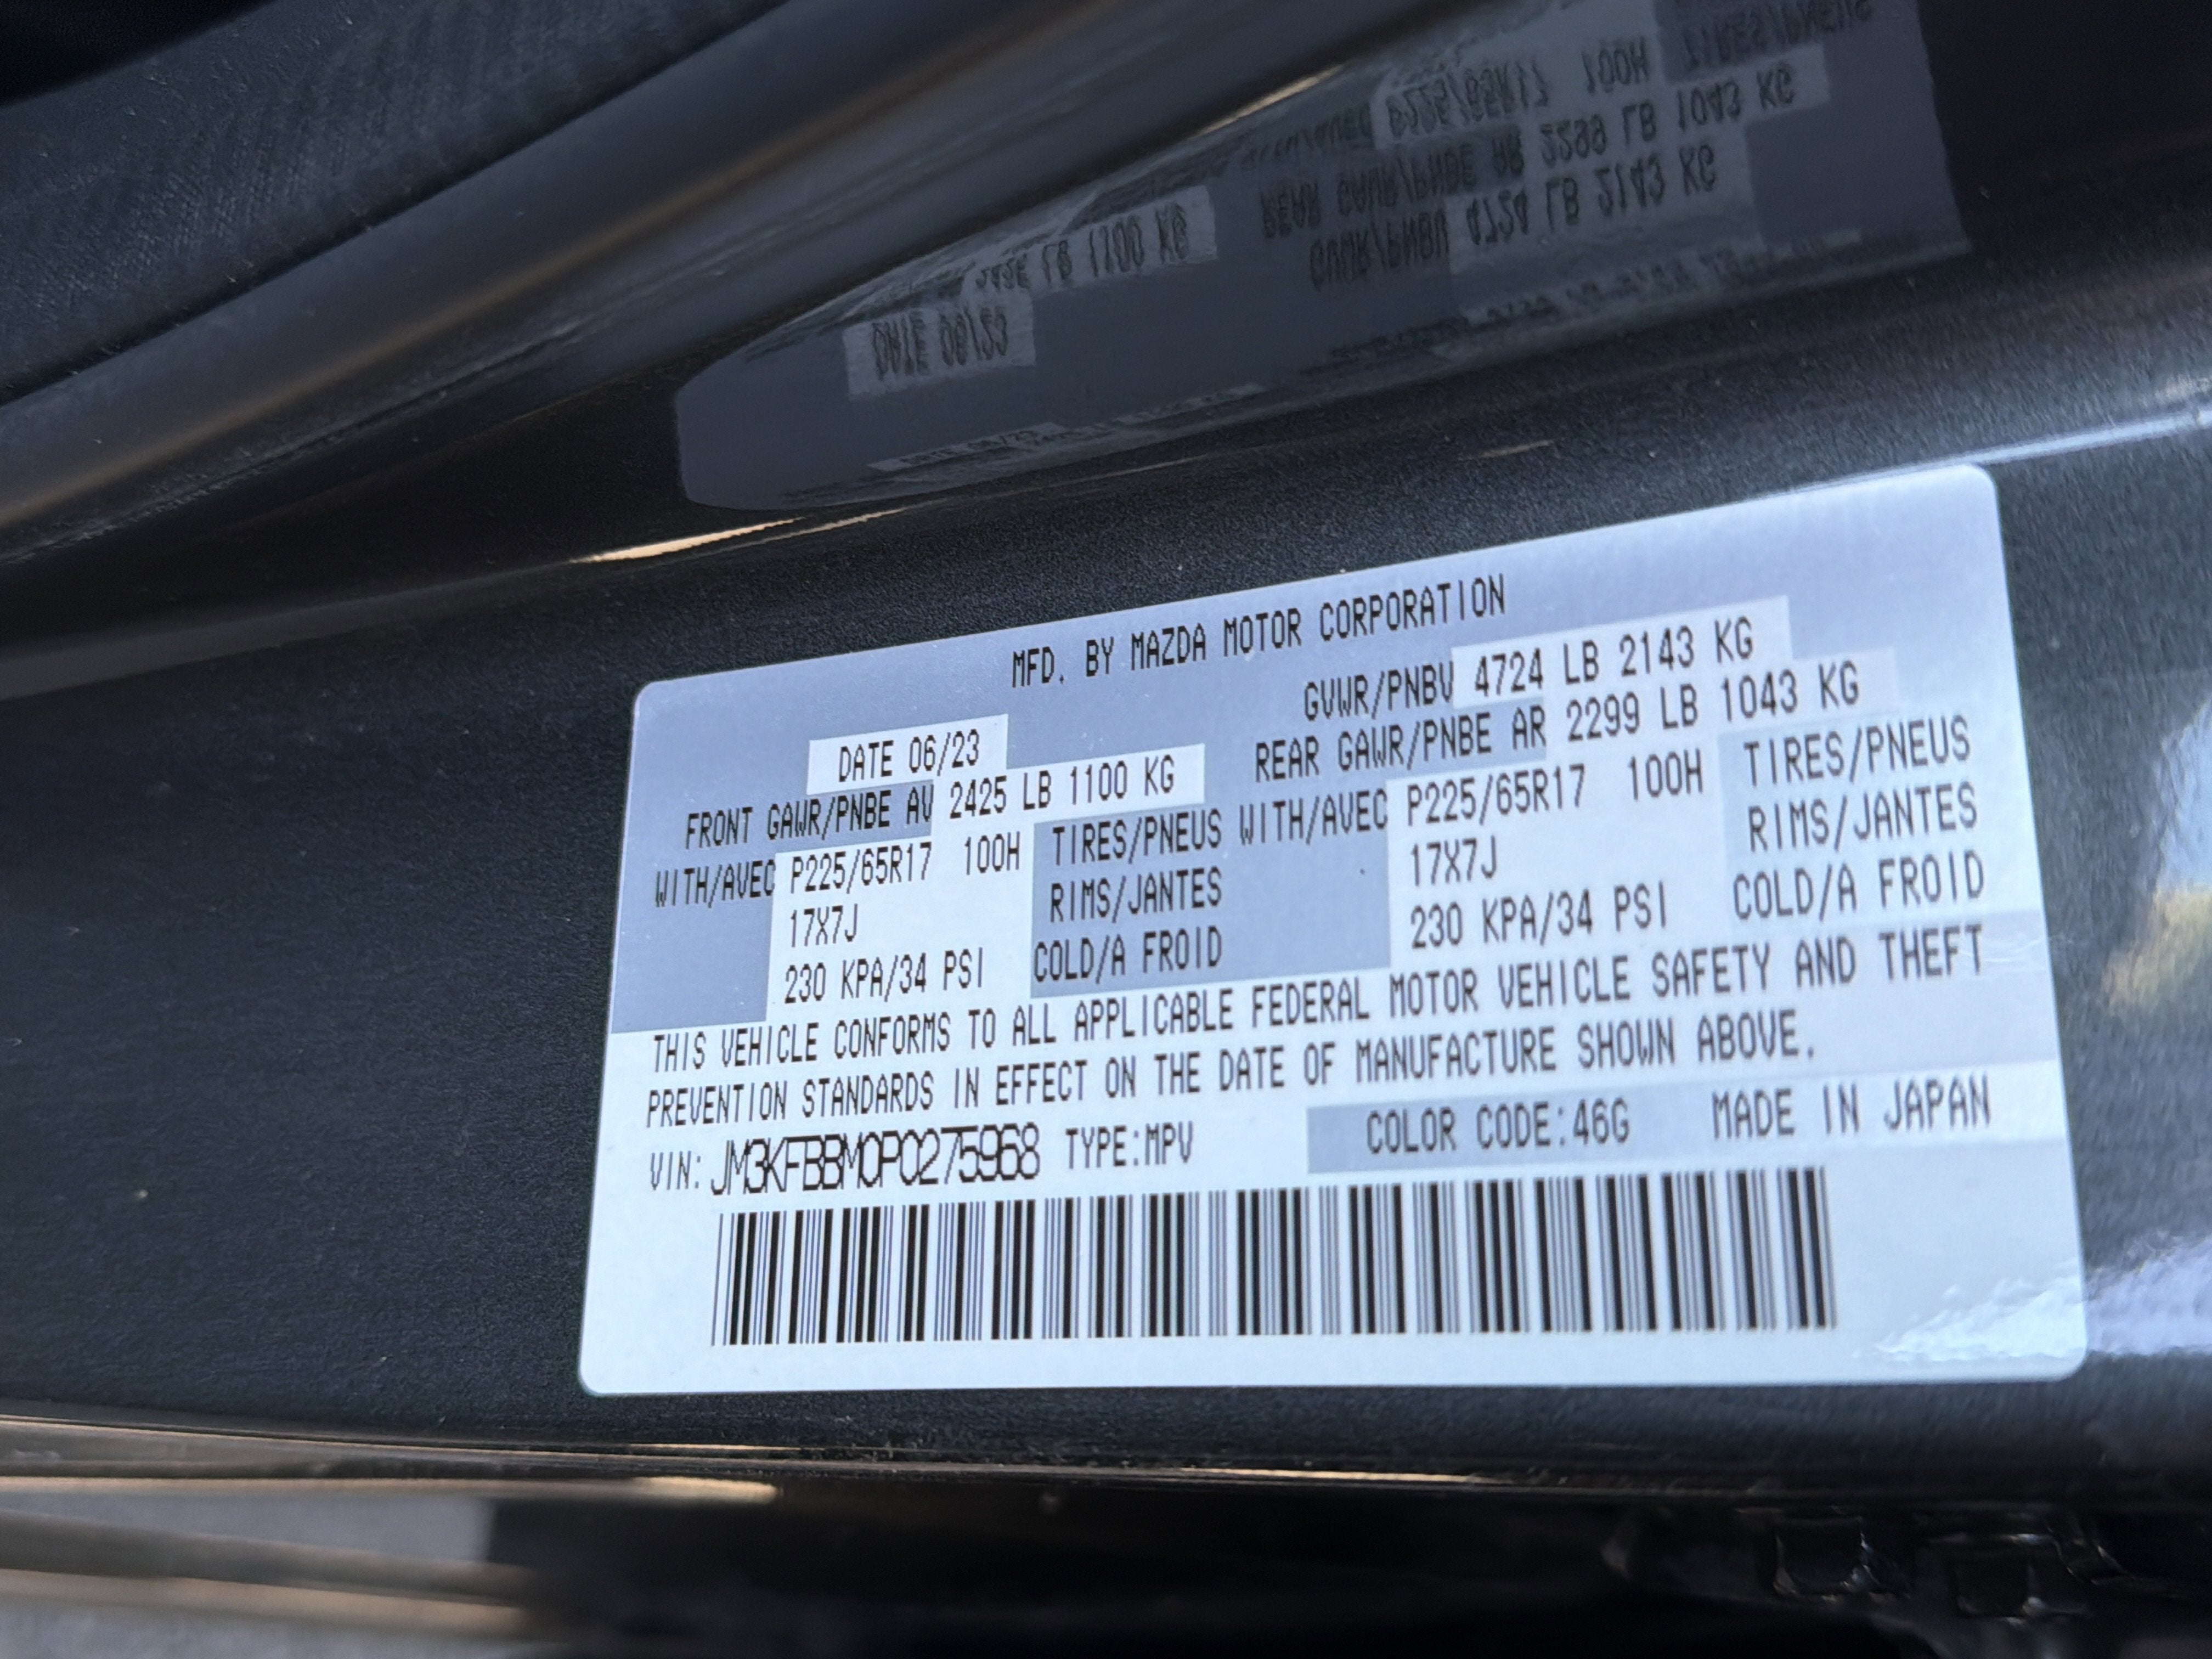 MFD. BY MAZDA MOTOR CORPORATION
DATE 06/23 GVWR/PNBV 4724 LB 2143 KG
FRONT GAWR/PNBE AV 2425 LB 1100 KG REAR GAWR/PNBE AR 2299 LB 1043 KG
WITH/AVEC P225/65R17 100H TIRES/PNEUS WITH/AVEC P225/65R17 100H TIRES/PNEUS
17X7J RIMS/JANTES 17X7J RIMS/JANTES
230 KPA/34 PSI COLD/A FROID 230 KPA/34 PSI COLD/A FROID
THIS VEHICLE CONFORMS TO ALL APPLICABLE FEDERAL MOTOR VEHICLE SAFETY AND THEFT
PREVENTION STANDARDS IN EFFECT ON THE DATE OF MANUFACTURE SHOWN ABOVE.
VIN: JM3KFBBM0P0275968 TYPE:MPV COLOR CODE:46G MADE IN JAPAN